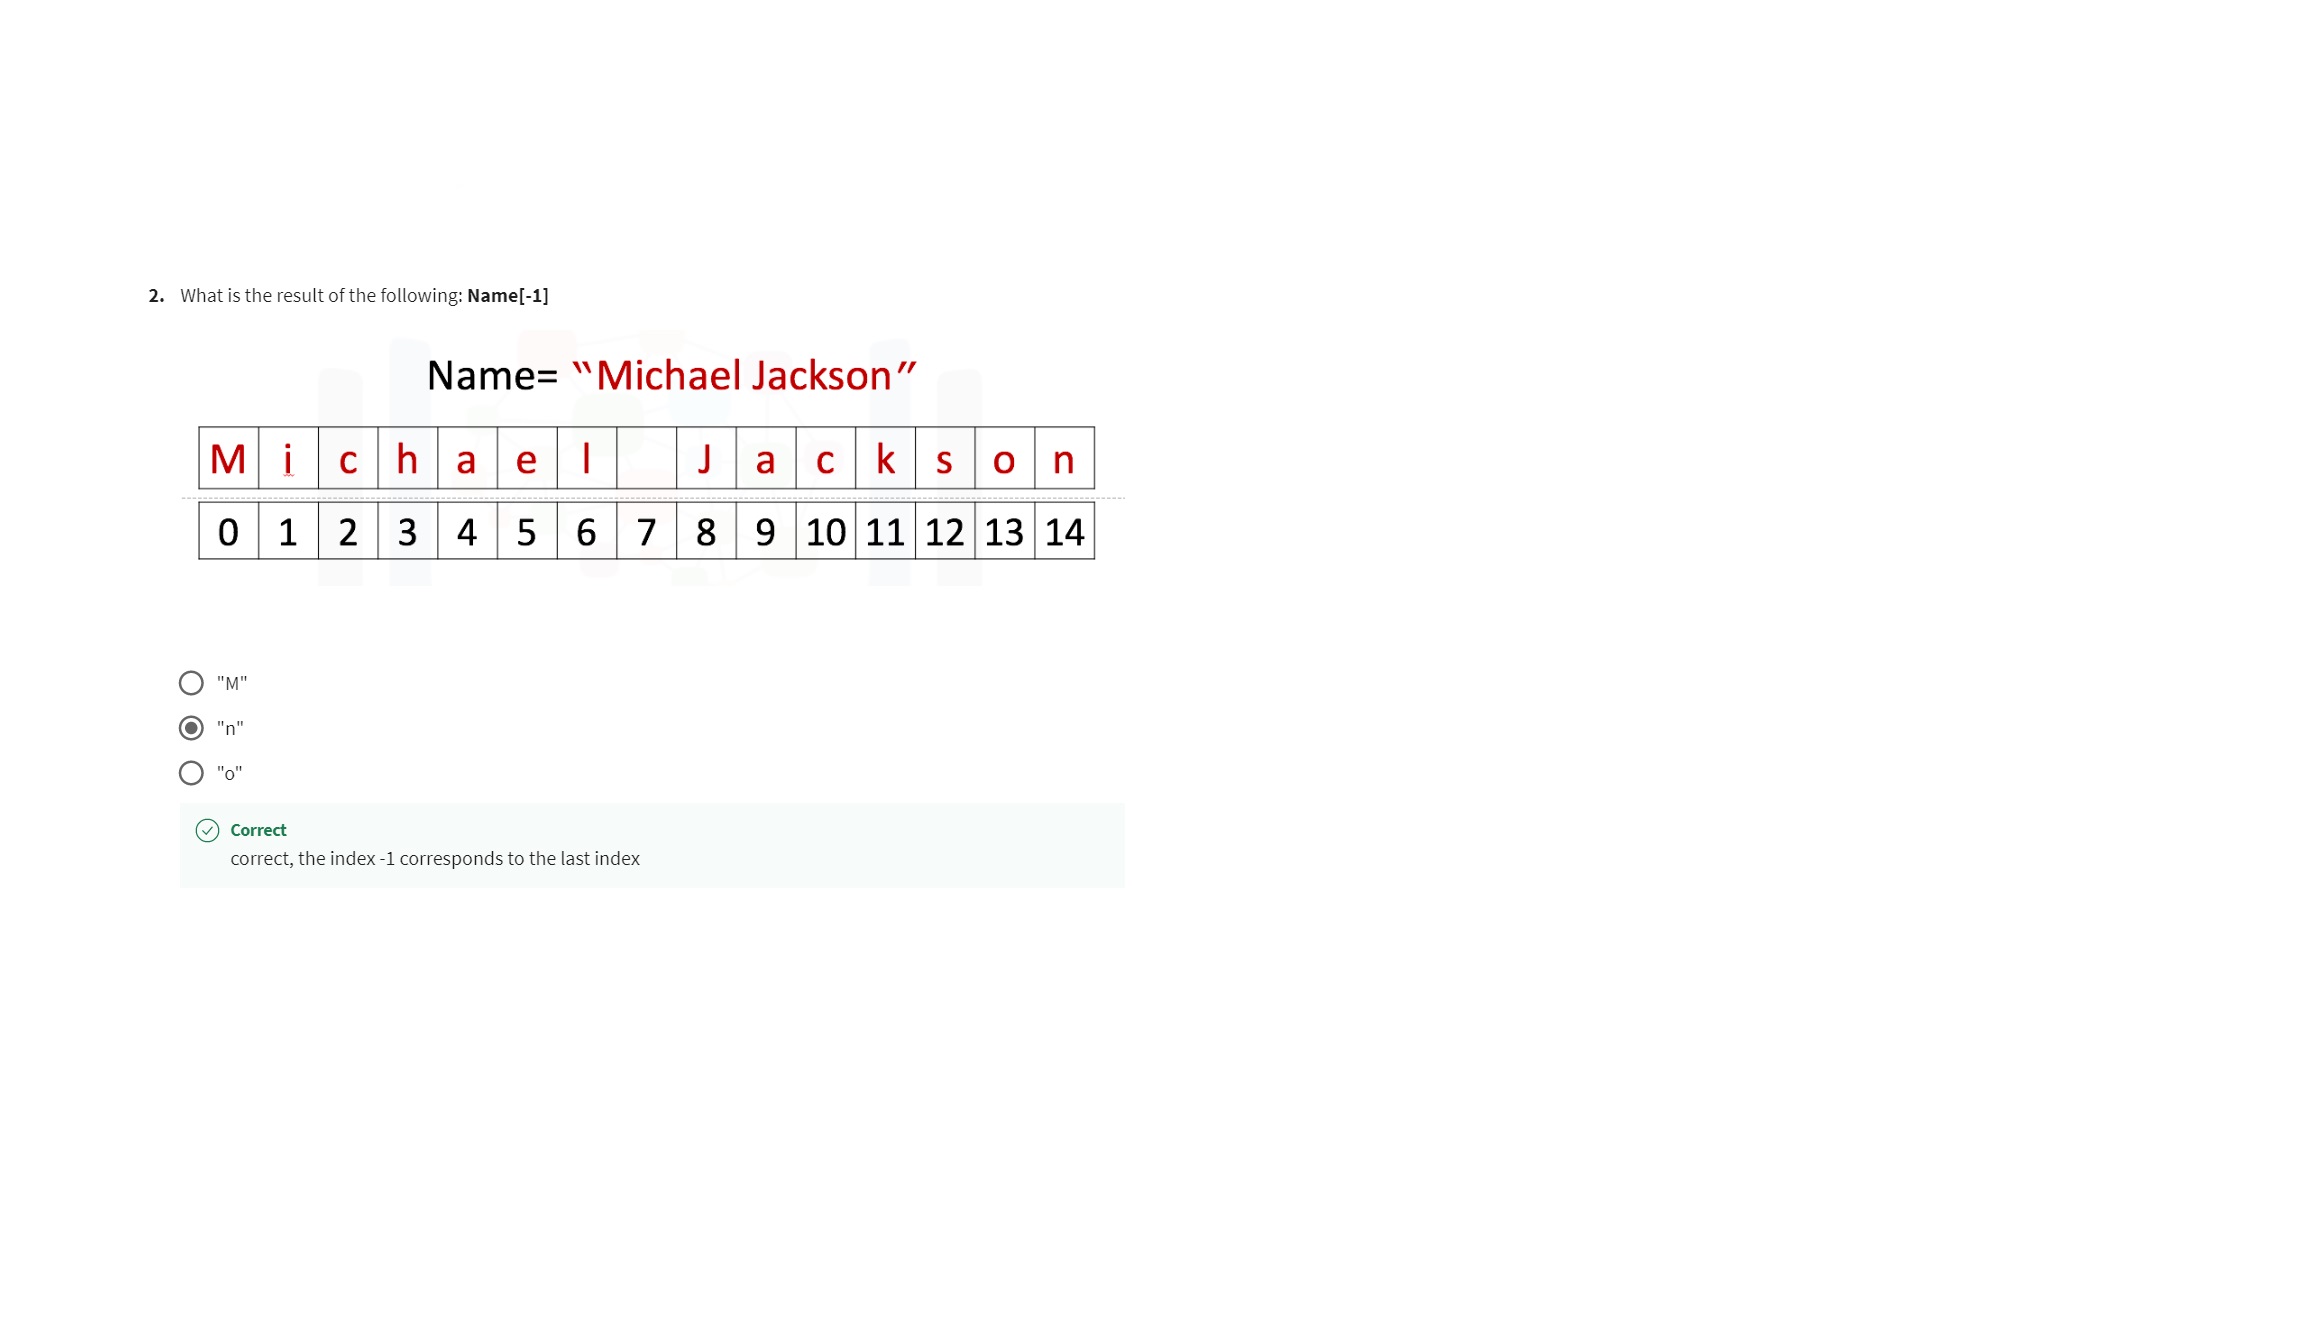 2. What is the result of the following: Name[-1]
Name= "Michael Jackson"
M i c h a e l J a c k s o n
0 1 2 3 4 5 6 7 8 9 10 11 12 13 14
"M"
"n"
"o"
Correct
correct, the index -1 corresponds to the last index